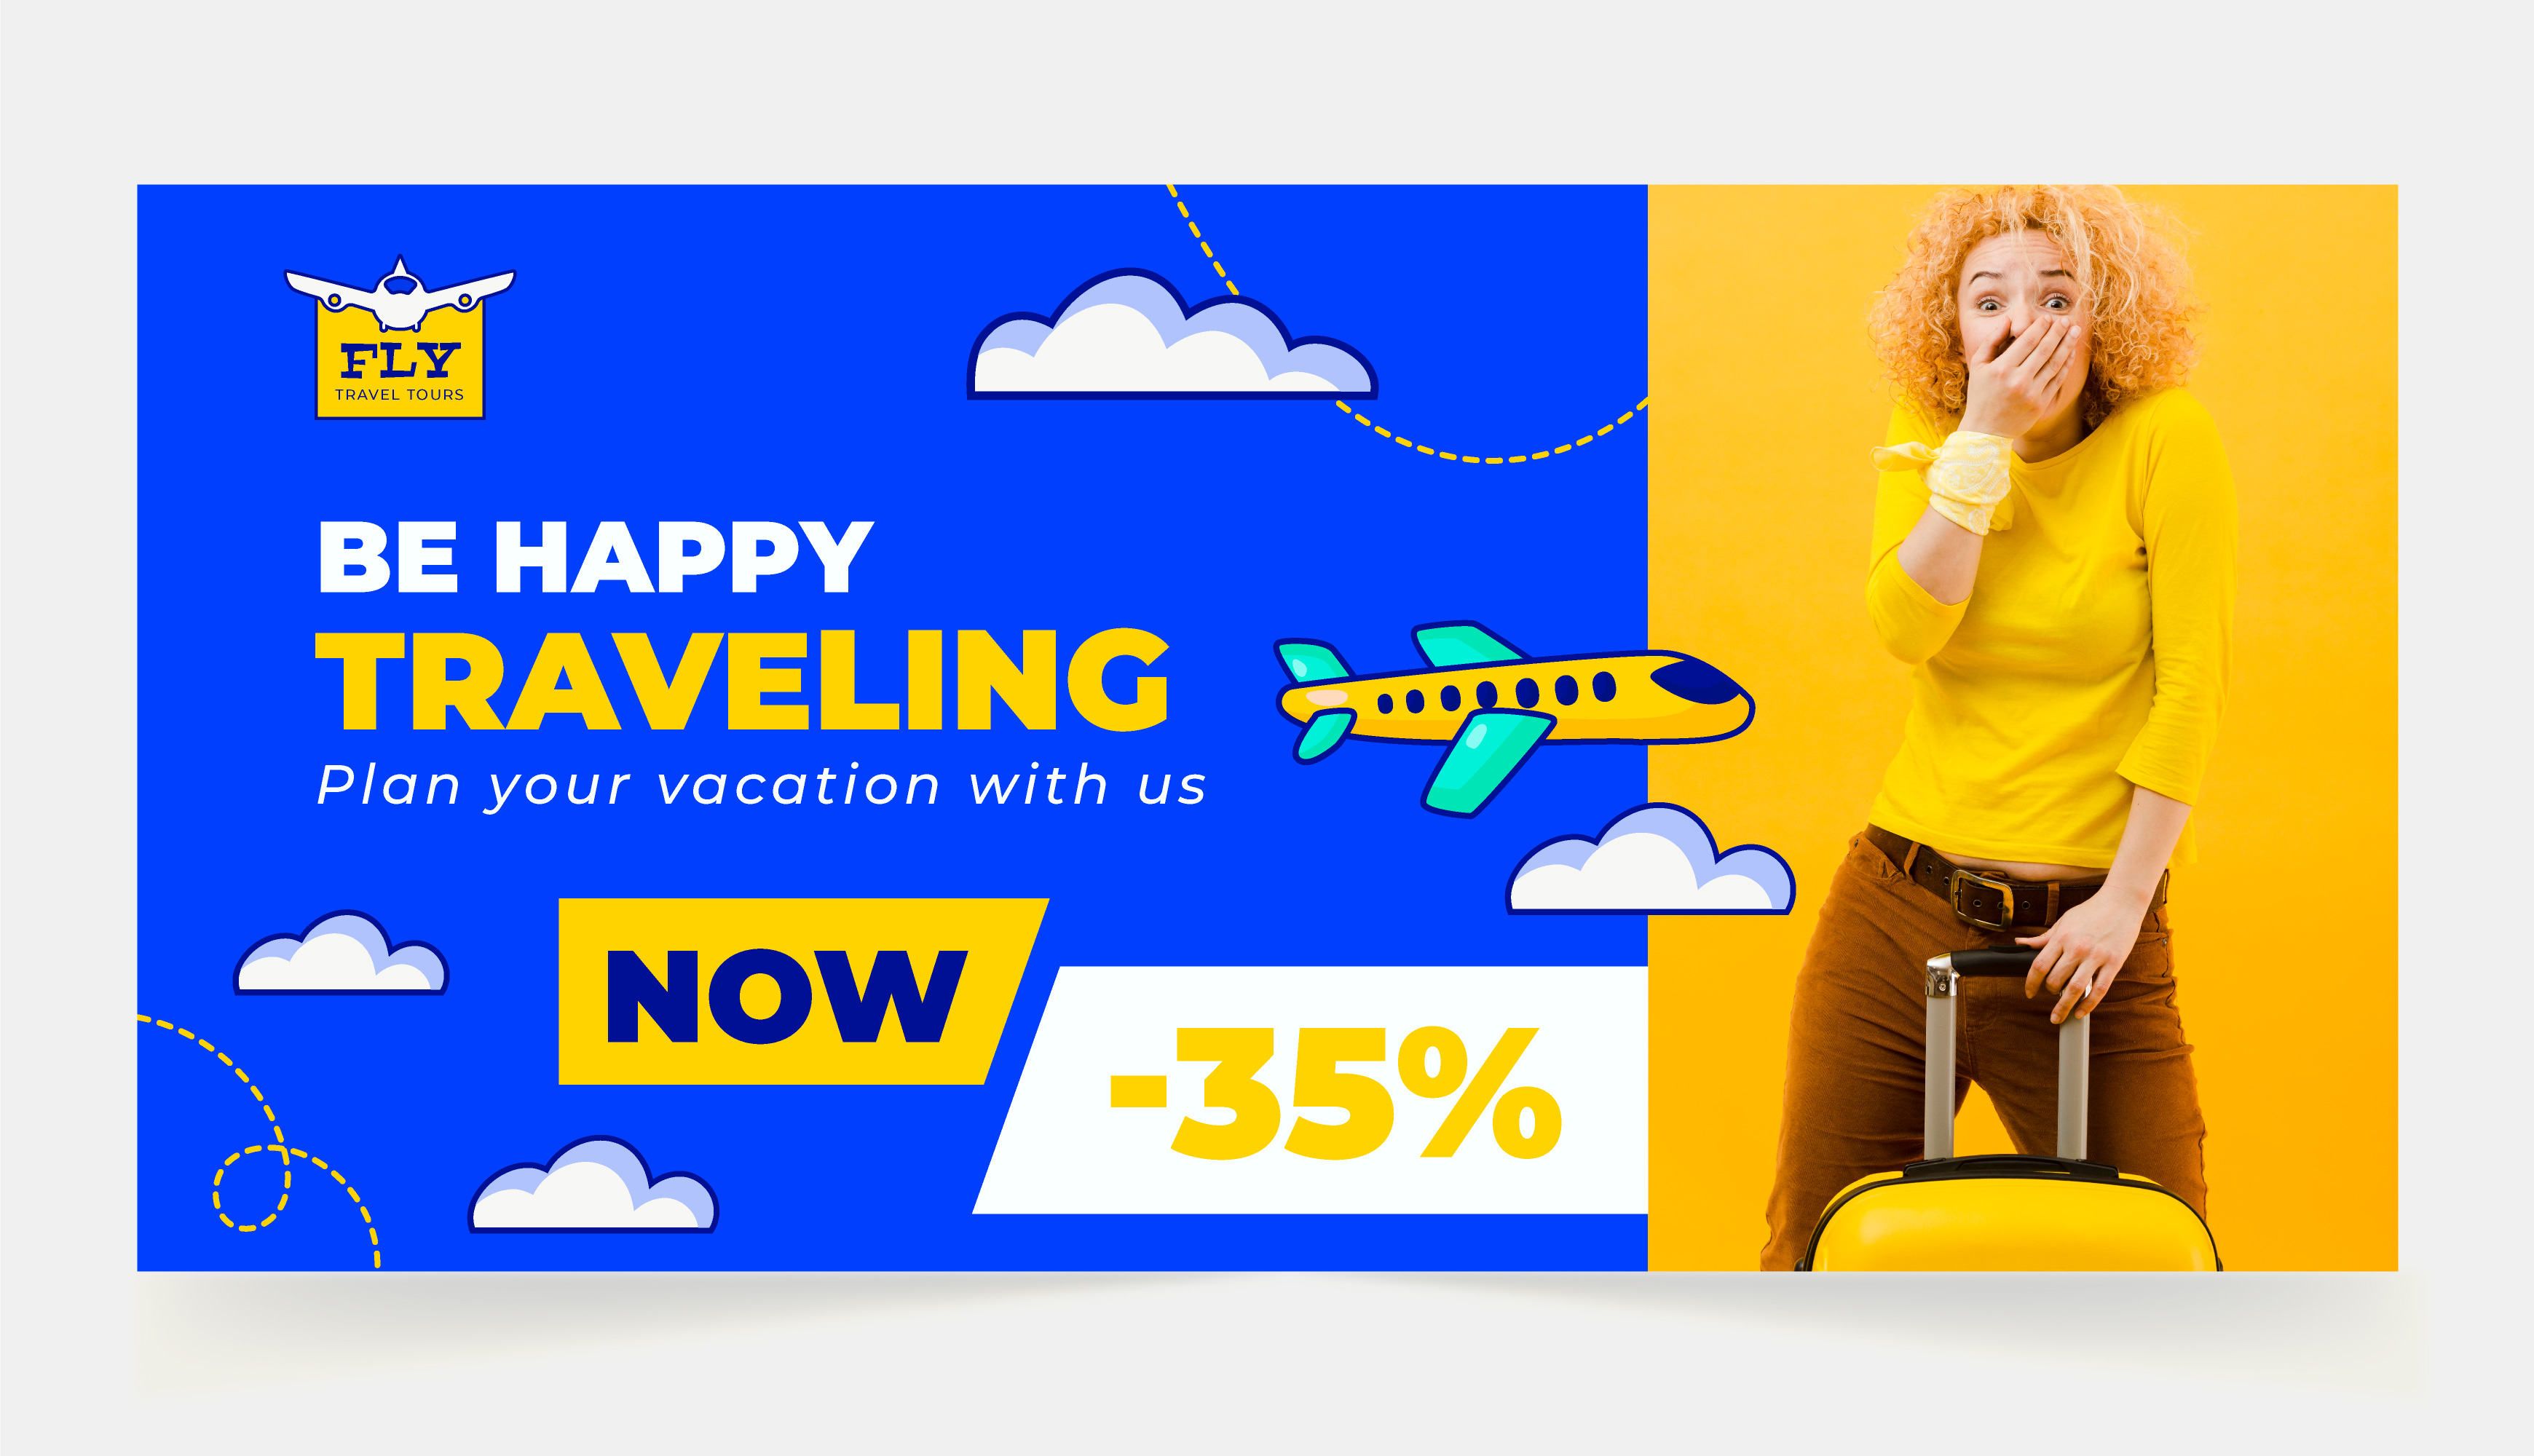 FLY
TRAVEL TOURS
BE HAPPY
TRAVELING
Plan your vacation with us
NOW
-35%